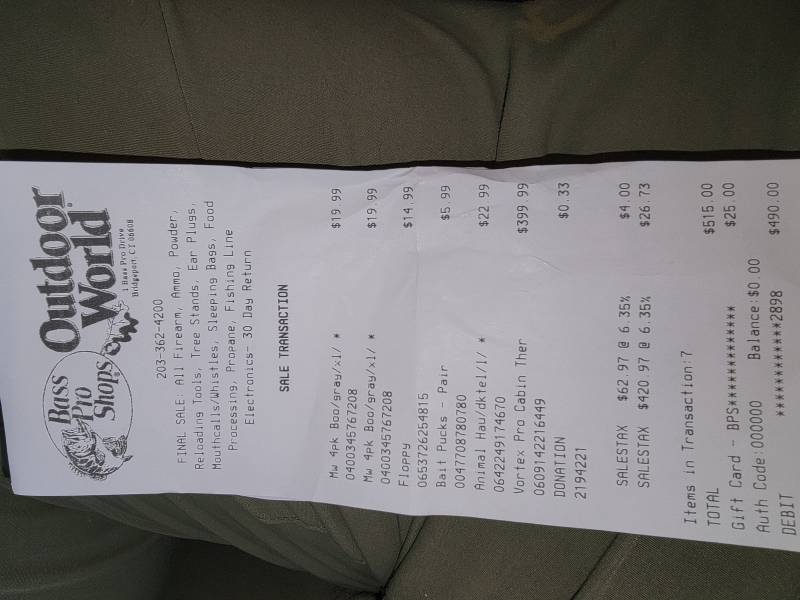 Bass
Pro
Shops
Outdoor
World®
1 Bass Pro Drive
Bridgeport, CT 06608
203-362-4200
FINAL SALE: All Firearm, Ammo, Powder,
Reloading Tools, Tree Stands, Ear Plugs,
Mouthcalls/Whistles, Sleeping Bags, Food
Processing, Propane, Fishing Line
Electronics- 30 Day Return
SALE TRANSACTION
Mw 4pk Boo/gray/xl/ * $19.99
0400345767208
Mw 4pk Boo/gray/xl/ * $19.99
0400345767208
Floppy $14.99
0653726254815
Bait Pucks - Pair $5.99
0047708780780
Animal Hau/dktel/l/ * $22.99
0642249174670
Vortex Pro Cabin Ther $399.99
0609142216449
DONATION $0.33
2194221
SALESTAX $62.97 @ 6.35% $4.00
SALESTAX $420.97 @ 6.35% $26.73
Items in Transaction:7
TOTAL $515.00
Gift Card - BPS************* $25.00
Auth Code:000000 Balance:$0.00
DEBIT ************2898 $490.00